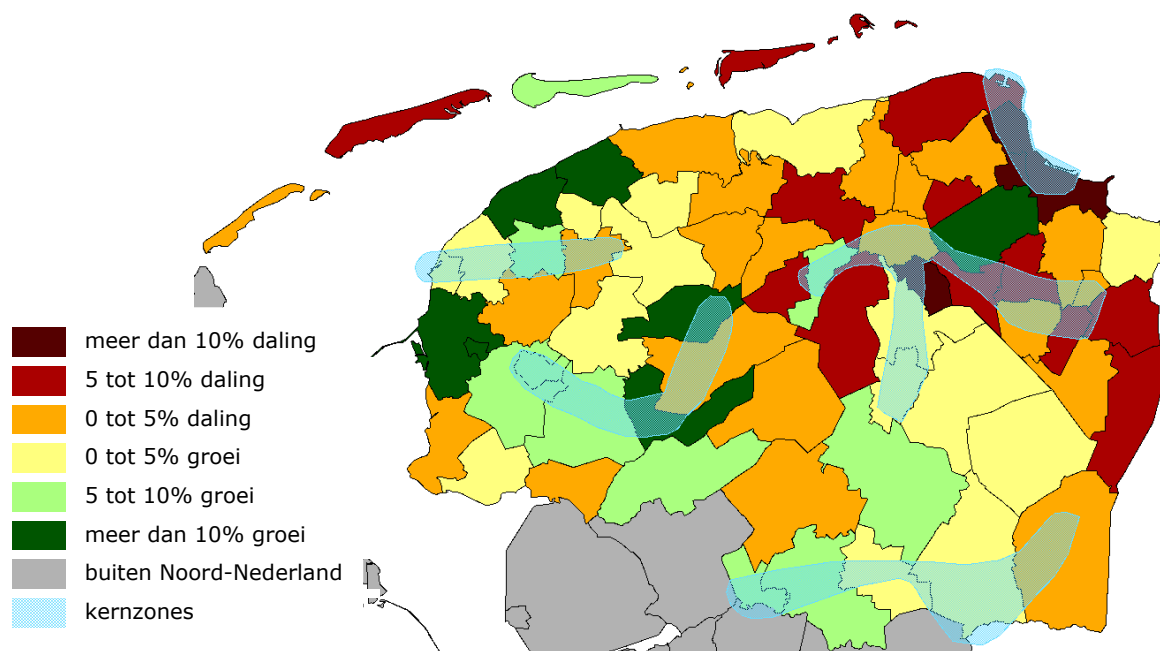 meer dan 10% daling
5 tot 10% daling
0 tot 5% daling
0 tot 5% groei
5 tot 10% groei
meer dan 10% groei
buiten Noord-Nederland
kernzones